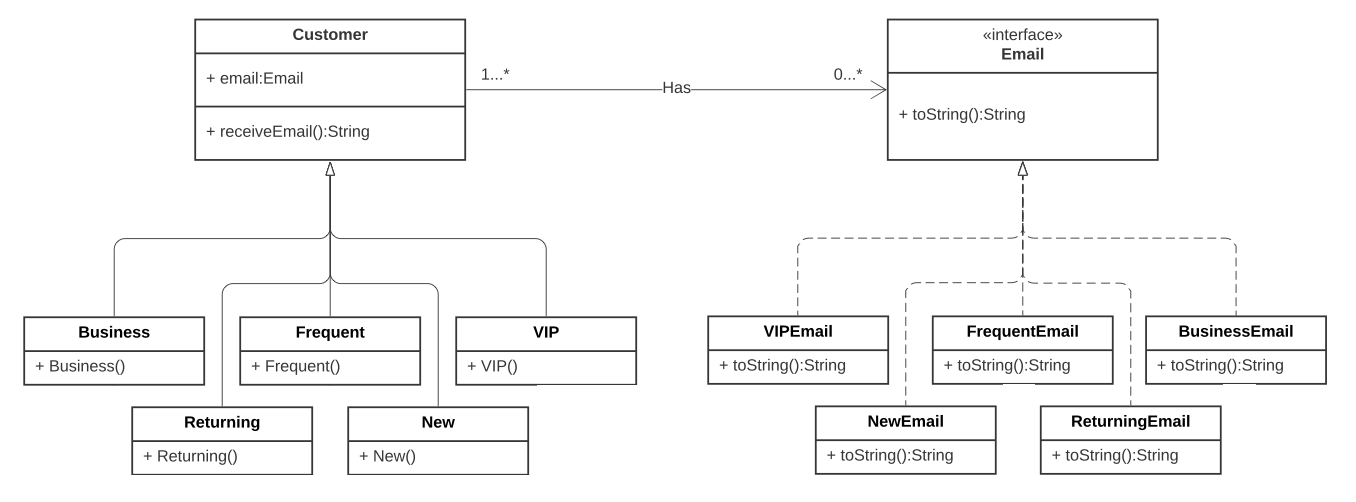 Customer
+ email:Email
+ receiveEmail():String
1...*
Has
0...*
«interface»
Email
+ toString():String
Business
+ Business()
Frequent
+ Frequent()
VIP
+ VIP()
Returning
+ Returning()
New
+ New()
VIPEmail
+ toString():String
FrequentEmail
+ toString():String
BusinessEmail
+ toString():String
NewEmail
+ toString():String
ReturningEmail
+ toString():String